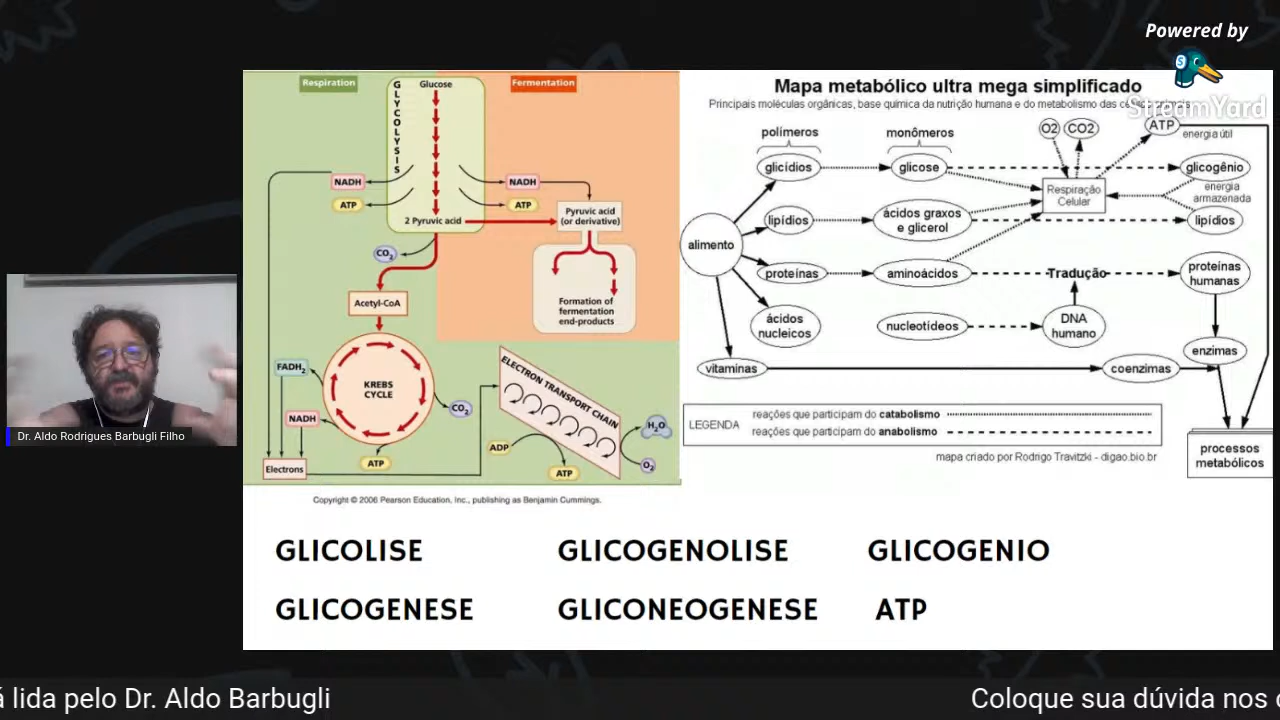 Powered by
StreamYard
Respiration
Fermentation
GLYCOLYSIS
Glucose
NADH
NADH
ATP
ATP
2 Pyruvic acid
Pyruvic acid
(or derivative)
CO2
Acetyl-CoA
Formation of
fermentation
end-products
FADH2
KREBS
CYCLE
CO2
NADH
ATP
Electrons
ELECTRON TRANSPORT CHAIN
ADP
ATP
H2O
O2
Copyright © 2006 Pearson Education, Inc., publishing as Benjamin Cummings.
Mapa metabólico ultra mega simplificado
Principais moléculas orgânicas, base química da nutrição humana e do metabolismo das
polímeros
monômeros
O2
CO2
ATP
energia útil
glicídios
glicose
glicogênio
Respiração
Celular
energia
armazenada
lipídios
ácidos graxos
e glicerol
lipídios
alimento
proteínas
aminoácidos
Tradução
proteínas
humanas
ácidos
nucleicos
nucleotídeos
DNA
humano
enzimas
vitaminas
coenzimas
LEGENDA
reações que participam do catabolismo
reações que participam do anabolismo
processos
metabólicos
mapa criado por Rodrigo Travitzki - digao.bio.br
GLICOLISE
GLICOGENOLISE
GLICOGENIO
GLICOGENESE
GLICONEOGENESE
ATP
Dr. Aldo Rodrigues Barbugli Filho
á lida pelo Dr. Aldo Barbugli
Coloque sua dúvida nos